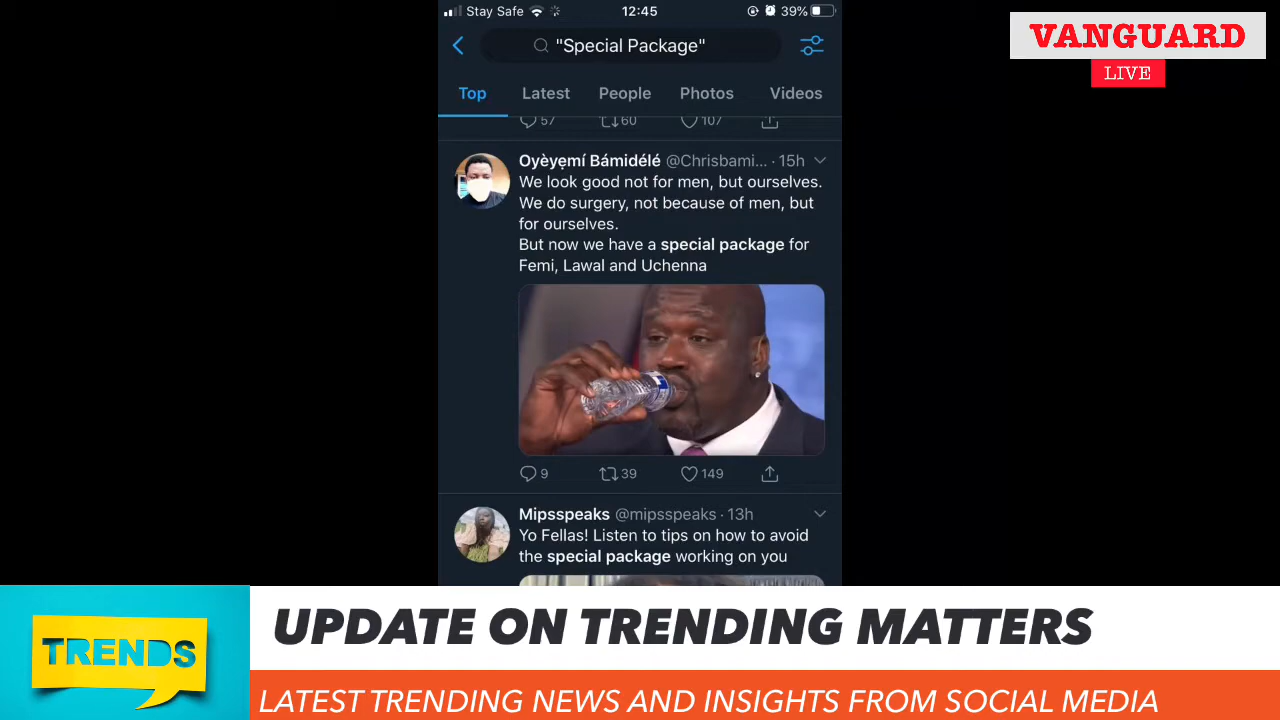 Stay Safe 12:45 39%
VANGUARD
LIVE
"Special Package"
Top Latest People Photos Videos
57 60 107
Oyèyẹmí Bámidélé @Chrisbami... · 15h
We look good not for men, but ourselves.
We do surgery, not because of men, but
for ourselves.
But now we have a special package for
Femi, Lawal and Uchenna
9 39 149
Mipsspeaks @mipsspeaks · 13h
Yo Fellas! Listen to tips on how to avoid
the special package working on you
TRENDS
UPDATE ON TRENDING MATTERS
LATEST TRENDING NEWS AND INSIGHTS FROM SOCIAL MEDIA